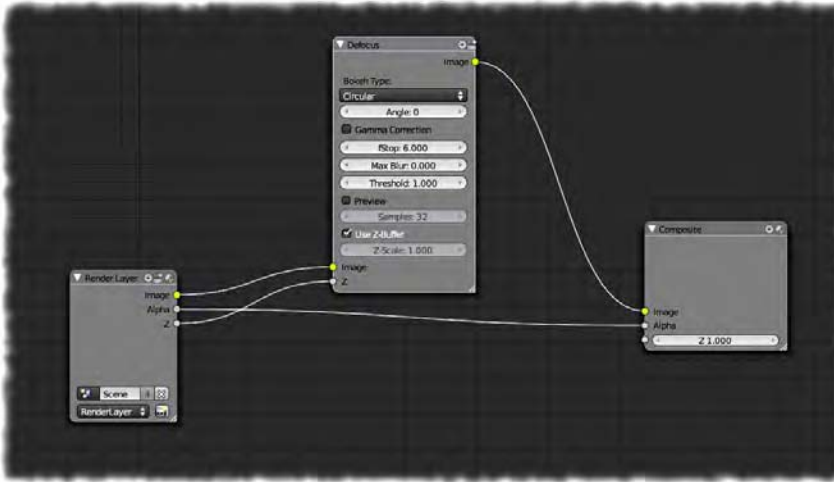 Defocus
Image
Bokeh Type:
Circular
Angle: 0
Gamma Correction
fStop: 6.000
Max Blur: 0.000
Threshold: 1.000
Preview
Samples: 32
Use Z-Buffer
Z-Scale: 1.000
Image
Z
Render Layer
Image
Alpha
Z
Scene
RenderLayer
Composite
Image
Alpha
Z 1.000